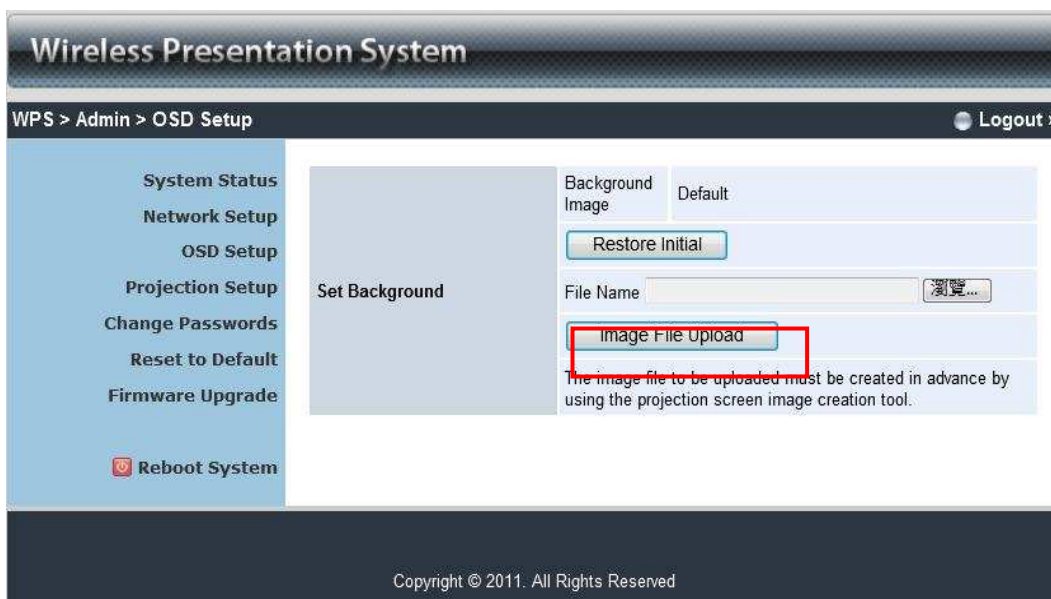 Wireless Presentation System
WPS > Admin > OSD Setup
Logout »
System Status
Network Setup
OSD Setup
Projection Setup
Change Passwords
Reset to Default
Firmware Upgrade
Reboot System
Set Background
Background
Image
Default
Restore Initial
File Name
瀏覽...
Image File Upload
The image file to be uploaded must be created in advance by
using the projection screen image creation tool.
Copyright © 2011. All Rights Reserved